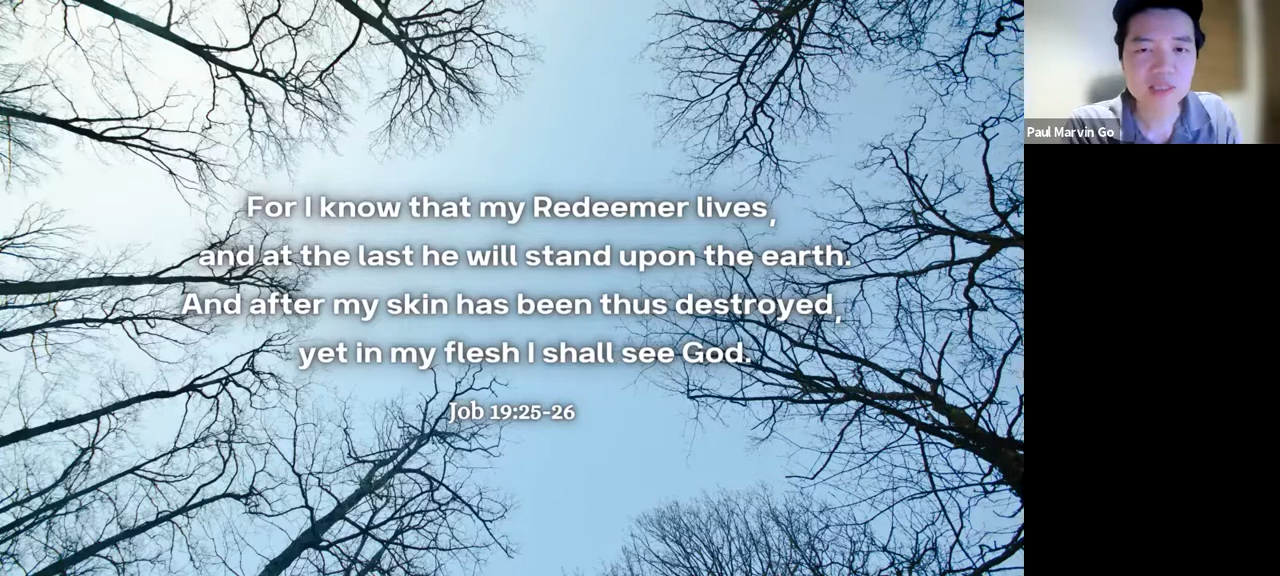 For I know that my Redeemer lives,
and at the last he will stand upon the earth.
And after my skin has been thus destroyed,
yet in my flesh I shall see God.
Job 19:25-26
Paul Marvin Go